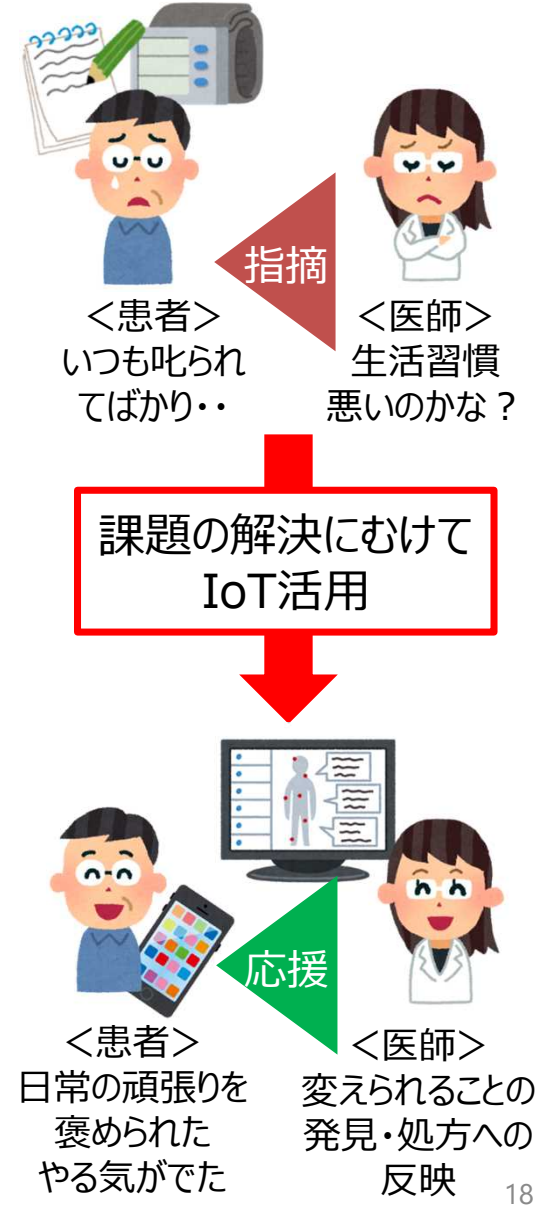 指摘
＜患者＞
いつも叱られ
てばかり・・
＜医師＞
生活習慣
悪いのかな？
課題の解決にむけて
IoT活用
応援
＜患者＞
日常の頑張りを
褒められた
やる気がでた
＜医師＞
変えられることの
発見・処方への
反映
18